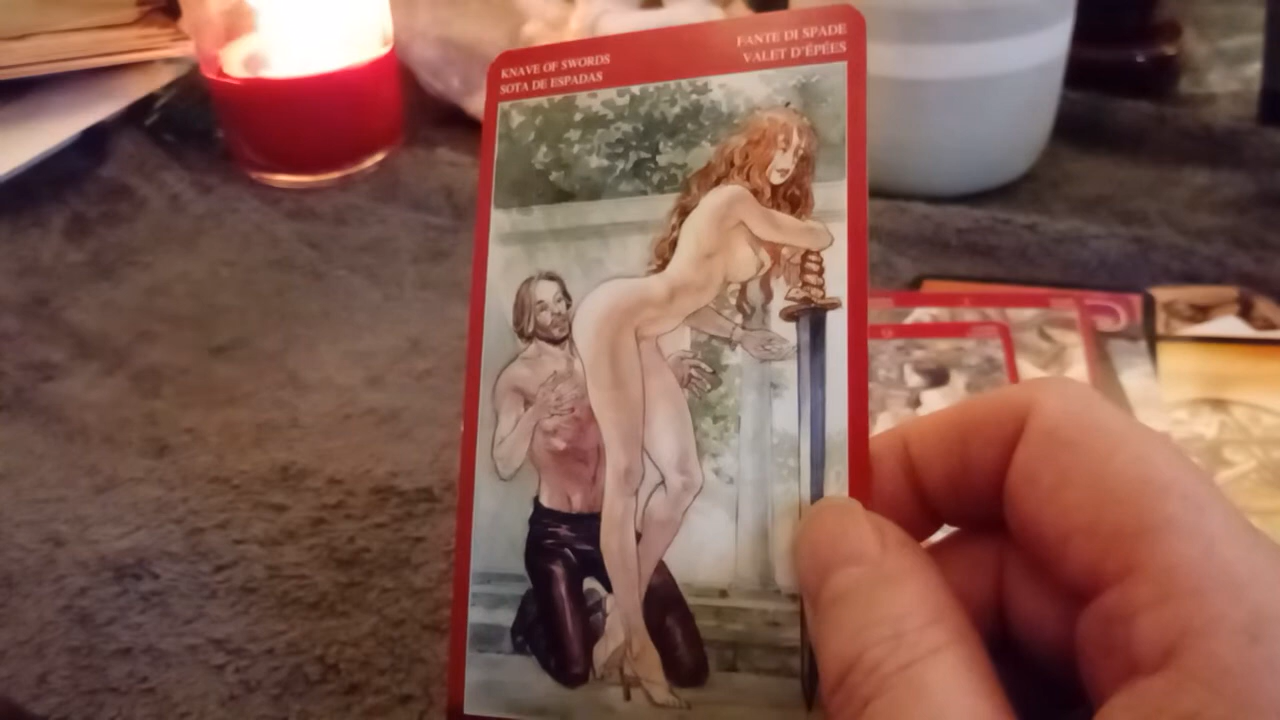 KNAVE OF SWORDS
SOTA DE ESPADAS
FANTE DI SPADE
VALET D'ÉPÉES